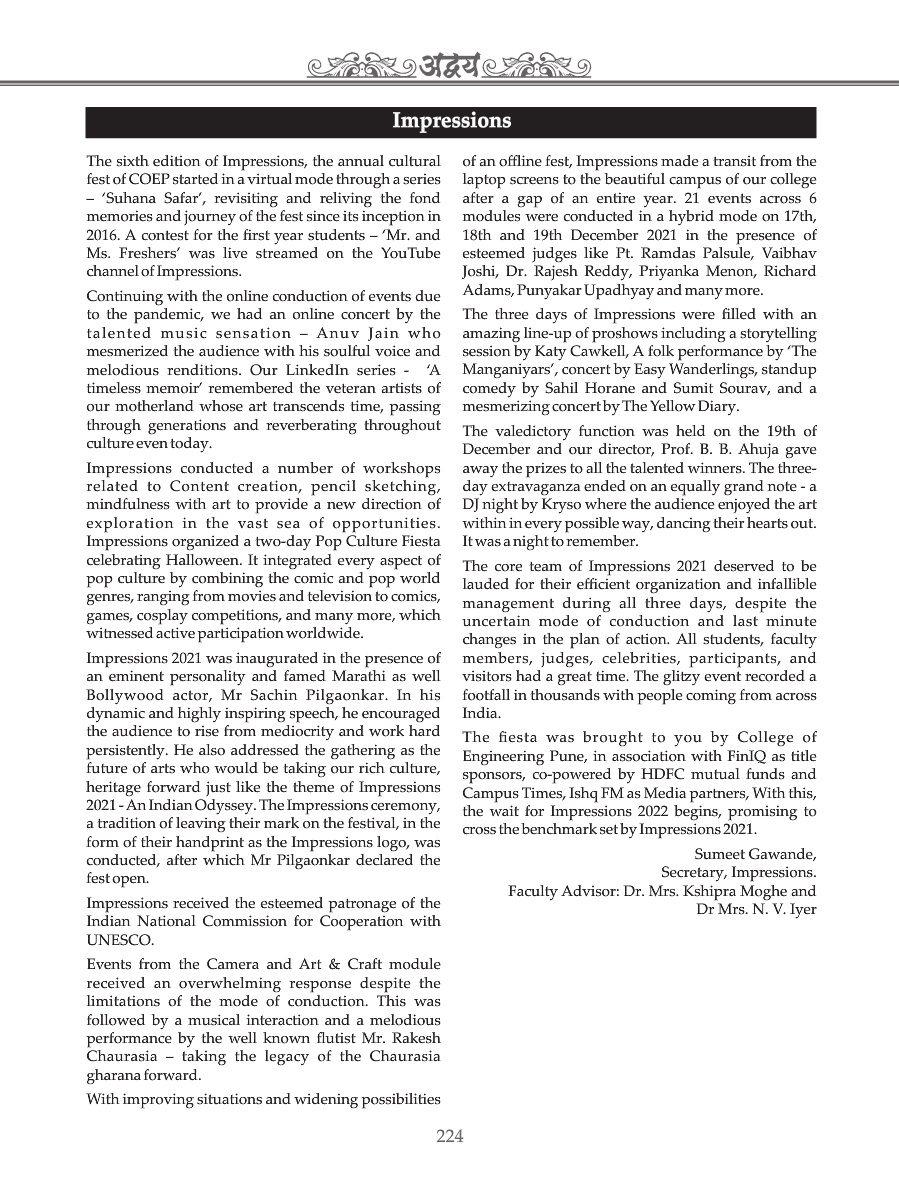 अद्वय
Impressions
The sixth edition of Impressions, the annual cultural
fest of COEP started in a virtual mode through a series
– ‘Suhana Safar’, revisiting and reliving the fond
memories and journey of the fest since its inception in
2016. A contest for the first year students – ‘Mr. and
Ms. Freshers’ was live streamed on the YouTube
channel of Impressions.
Continuing with the online conduction of events due
to the pandemic, we had an online concert by the
talented music sensation – Anuv Jain who
mesmerized the audience with his soulful voice and
melodious renditions. Our LinkedIn series - ‘A
timeless memoir’ remembered the veteran artists of
our motherland whose art transcends time, passing
through generations and reverberating throughout
culture even today.
Impressions conducted a number of workshops
related to Content creation, pencil sketching,
mindfulness with art to provide a new direction of
exploration in the vast sea of opportunities.
Impressions organized a two-day Pop Culture Fiesta
celebrating Halloween. It integrated every aspect of
pop culture by combining the comic and pop world
genres, ranging from movies and television to comics,
games, cosplay competitions, and many more, which
witnessed active participation worldwide.
Impressions 2021 was inaugurated in the presence of
an eminent personality and famed Marathi as well
Bollywood actor, Mr Sachin Pilgaonkar. In his
dynamic and highly inspiring speech, he encouraged
the audience to rise from mediocrity and work hard
persistently. He also addressed the gathering as the
future of arts who would be taking our rich culture,
heritage forward just like the theme of Impressions
2021 - An Indian Odyssey. The Impressions ceremony,
a tradition of leaving their mark on the festival, in the
form of their handprint as the Impressions logo, was
conducted, after which Mr Pilgaonkar declared the
fest open.
Impressions received the esteemed patronage of the
Indian National Commission for Cooperation with
UNESCO.
Events from the Camera and Art & Craft module
received an overwhelming response despite the
limitations of the mode of conduction. This was
followed by a musical interaction and a melodious
performance by the well known flutist Mr. Rakesh
Chaurasia – taking the legacy of the Chaurasia
gharana forward.
With improving situations and widening possibilities
of an offline fest, Impressions made a transit from the
laptop screens to the beautiful campus of our college
after a gap of an entire year. 21 events across 6
modules were conducted in a hybrid mode on 17th,
18th and 19th December 2021 in the presence of
esteemed judges like Pt. Ramdas Palsule, Vaibhav
Joshi, Dr. Rajesh Reddy, Priyanka Menon, Richard
Adams, Punyakar Upadhyay and many more.
The three days of Impressions were filled with an
amazing line-up of proshows including a storytelling
session by Katy Cawkell, A folk performance by ‘The
Manganiyars’, concert by Easy Wanderlings, standup
comedy by Sahil Horane and Sumit Sourav, and a
mesmerizing concert by The Yellow Diary.
The valedictory function was held on the 19th of
December and our director, Prof. B. B. Ahuja gave
away the prizes to all the talented winners. The three-
day extravaganza ended on an equally grand note - a
DJ night by Kryso where the audience enjoyed the art
within in every possible way, dancing their hearts out.
It was a night to remember.
The core team of Impressions 2021 deserved to be
lauded for their efficient organization and infallible
management during all three days, despite the
uncertain mode of conduction and last minute
changes in the plan of action. All students, faculty
members, judges, celebrities, participants, and
visitors had a great time. The glitzy event recorded a
footfall in thousands with people coming from across
India.
The fiesta was brought to you by College of
Engineering Pune, in association with FinIQ as title
sponsors, co-powered by HDFC mutual funds and
Campus Times, Ishq FM as Media partners, With this,
the wait for Impressions 2022 begins, promising to
cross the benchmark set by Impressions 2021.
Sumeet Gawande,
Secretary, Impressions.
Faculty Advisor: Dr. Mrs. Kshipra Moghe and
Dr Mrs. N. V. Iyer
224